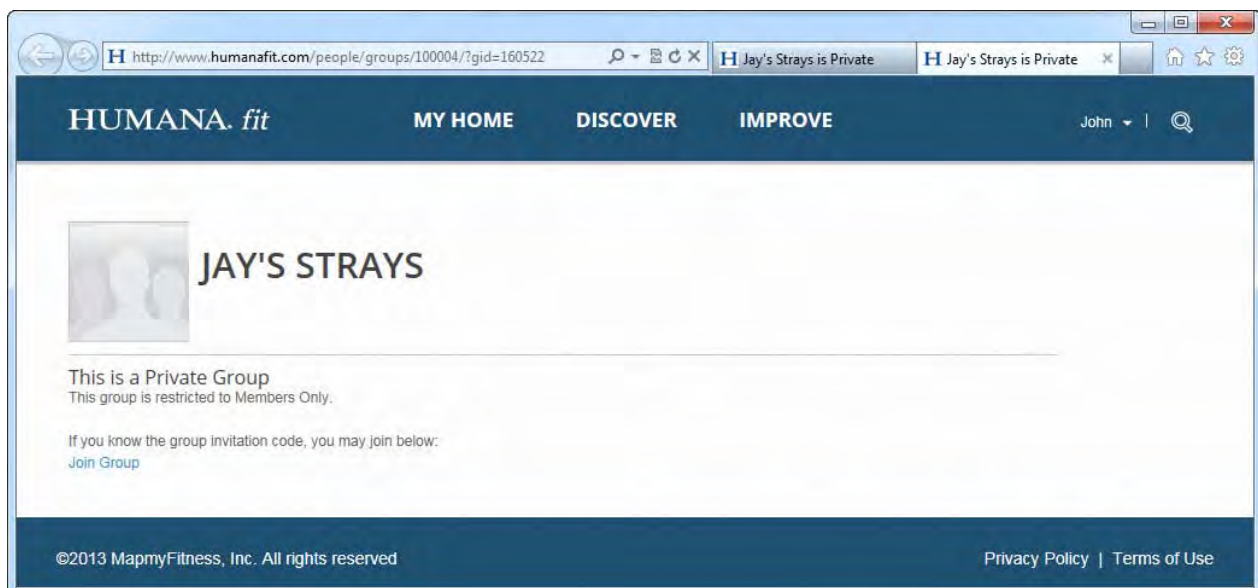 H http://www.humanafit.com/people/groups/100004/?gid=160522
H Jay's Strays is Private
H Jay's Strays is Private
HUMANA. fit
MY HOME
DISCOVER
IMPROVE
John
JAY'S STRAYS
This is a Private Group
This group is restricted to Members Only.
If you know the group invitation code, you may join below:
Join Group
©2013 MapmyFitness, Inc. All rights reserved
Privacy Policy | Terms of Use